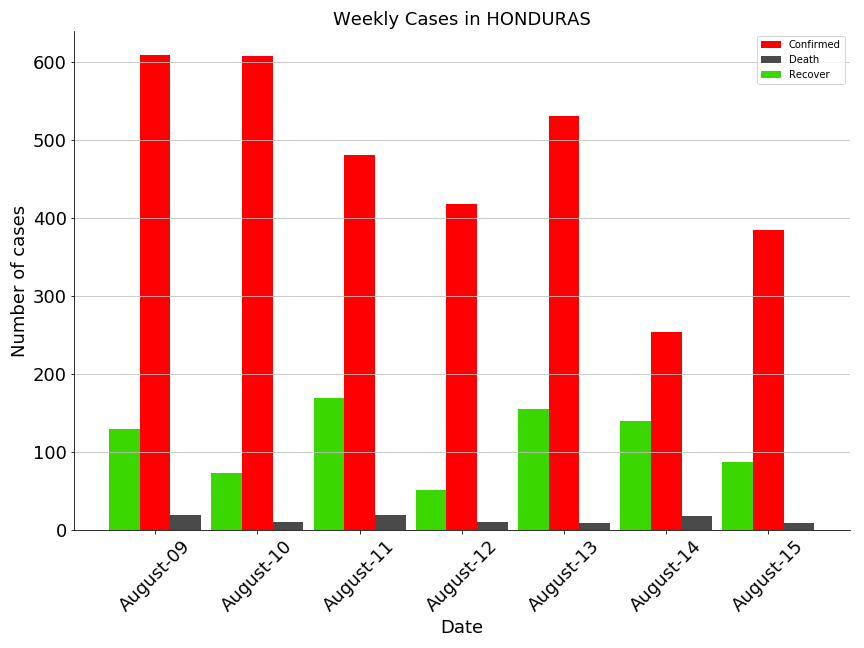 Weekly Cases in HONDURAS
Confirmed
Death
Recover
Number of cases
600
500
400
300
200
100
0
August-09
August-10
August-11
August-12
August-13
August-14
August-15
Date